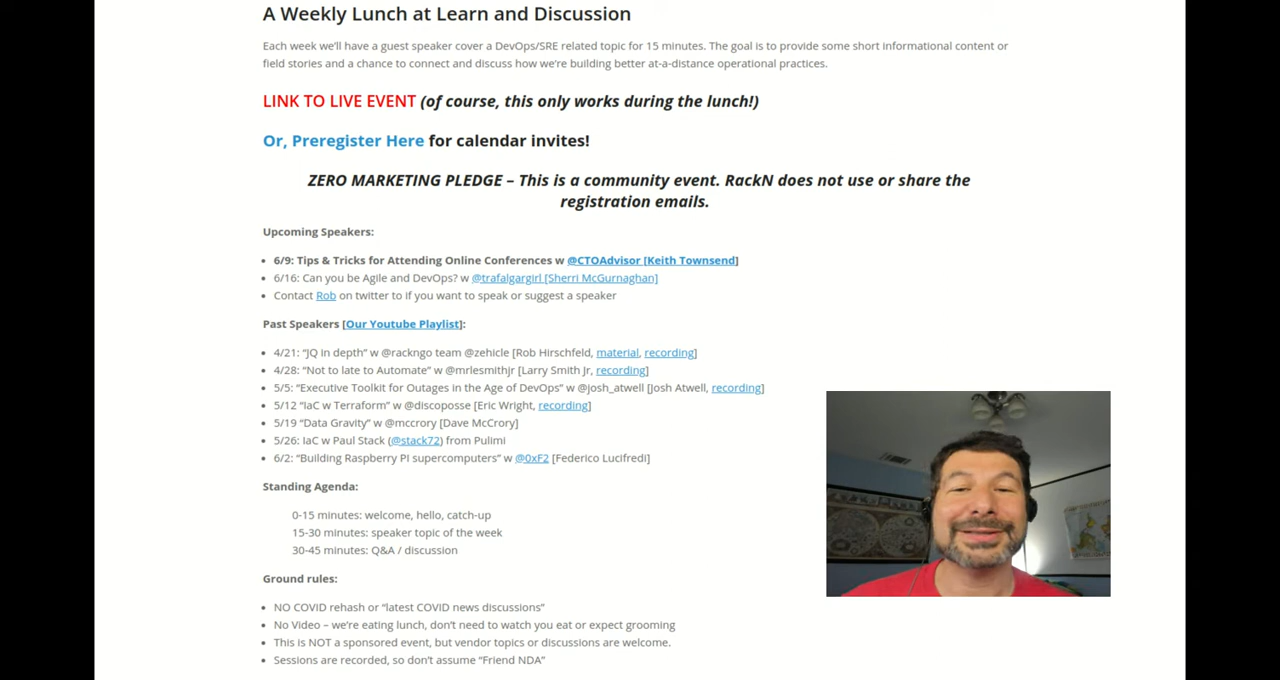 A Weekly Lunch at Learn and Discussion
Each week we'll have a guest speaker cover a DevOps/SRE related topic for 15 minutes. The goal is to provide some short informational content or
field stories and a chance to connect and discuss how we're building better at-a-distance operational practices.
LINK TO LIVE EVENT (of course, this only works during the lunch!)
Or, Preregister Here for calendar invites!
ZERO MARKETING PLEDGE – This is a community event. RackN does not use or share the
registration emails.
Upcoming Speakers:
6/9: Tips & Tricks for Attending Online Conferences w @CTOAdvisor [Keith Townsend]
6/16: Can you be Agile and DevOps? w @trafalgargirl [Sherri McGurnaghan]
Contact Rob on twitter to if you want to speak or suggest a speaker
Past Speakers [Our Youtube Playlist]:
4/21: “JQ in depth” w @rackngo team @zehicle [Rob Hirschfeld, material, recording]
4/28: “Not to late to Automate” w @mrlesmithjr [Larry Smith Jr, recording]
5/5: “Executive Toolkit for Outages in the Age of DevOps” w @josh_atwell [Josh Atwell, recording]
5/12 “IaC w Terraform” w @discoposse [Eric Wright, recording]
5/19 “Data Gravity” w @mccrory [Dave McCrory]
5/26: IaC w Paul Stack (@stack72) from Pulimi
6/2: “Building Raspberry PI supercomputers” w @0xF2 [Federico Lucifredi]
Standing Agenda:
0-15 minutes: welcome, hello, catch-up
15-30 minutes: speaker topic of the week
30-45 minutes: Q&A / discussion
Ground rules:
NO COVID rehash or “latest COVID news discussions”
No Video – we're eating lunch, don't need to watch you eat or expect grooming
This is NOT a sponsored event, but vendor topics or discussions are welcome.
Sessions are recorded, so don't assume “Friend NDA”